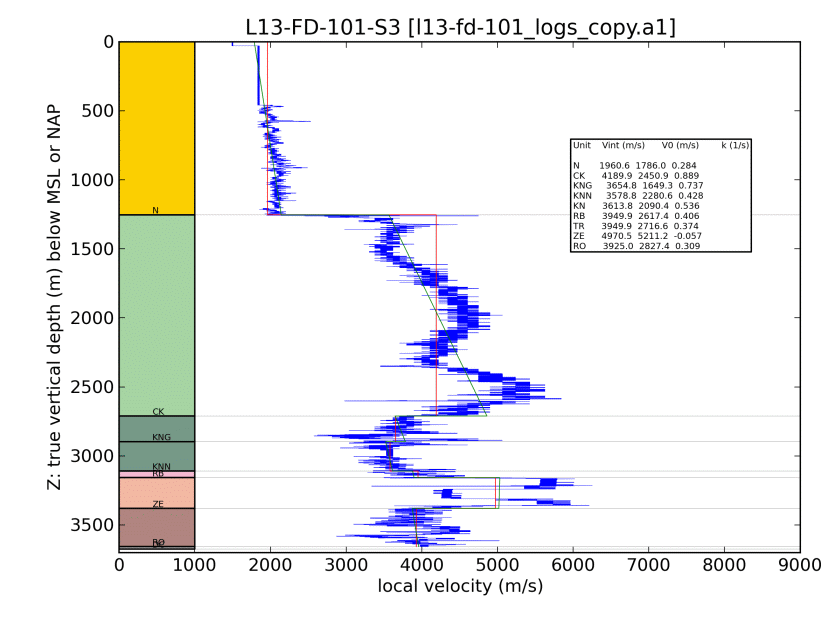 L13-FD-101-S3 [l13-fd-101_logs_copy.a1]
Z: true vertical depth (m) below MSL or NAP
0
500
1000
1500
2000
2500
3000
3500
N
CK
KNG
KNN
RB
ZE
RO
Unit Vint (m/s) V0 (m/s) k (1/s)
N 1960.6 1786.0 0.284
CK 4189.9 2450.9 0.889
KNG 3654.8 1649.3 0.737
KNN 3578.8 2280.6 0.428
KN 3613.8 2090.4 0.536
RB 3949.9 2617.4 0.406
TR 3949.9 2716.6 0.374
ZE 4970.5 5211.2 -0.057
RO 3925.0 2827.4 0.309
0 1000 2000 3000 4000 5000 6000 7000 8000 9000
local velocity (m/s)